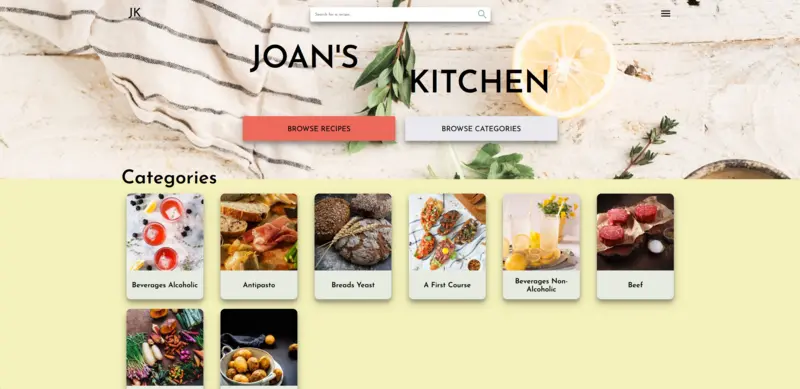 JK
Search for a recipe...
JOAN'S
KITCHEN
BROWSE RECIPES
BROWSE CATEGORIES
Categories
Beverages Alcoholic
Antipasto
Breads Yeast
A First Course
Beverages Non-
Alcoholic
Beef